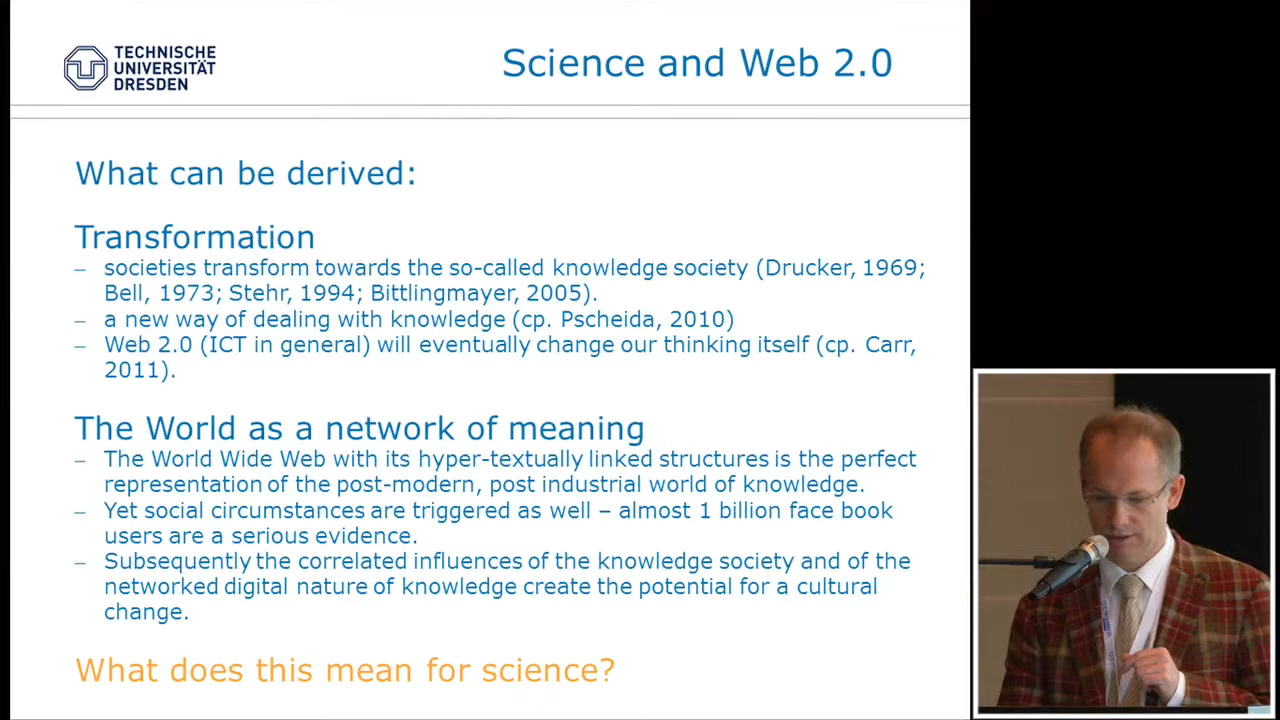 TECHNISCHE
UNIVERSITÄT
DRESDEN
Science and Web 2.0
What can be derived:
Transformation
– societies transform towards the so-called knowledge society (Drucker, 1969;
Bell, 1973; Stehr, 1994; Bittlingmayer, 2005).
– a new way of dealing with knowledge (cp. Pscheida, 2010)
– Web 2.0 (ICT in general) will eventually change our thinking itself (cp. Carr,
2011).
The World as a network of meaning
– The World Wide Web with its hyper-textually linked structures is the perfect
representation of the post-modern, post industrial world of knowledge.
– Yet social circumstances are triggered as well – almost 1 billion face book
users are a serious evidence.
– Subsequently the correlated influences of the knowledge society and of the
networked digital nature of knowledge create the potential for a cultural
change.
What does this mean for science?